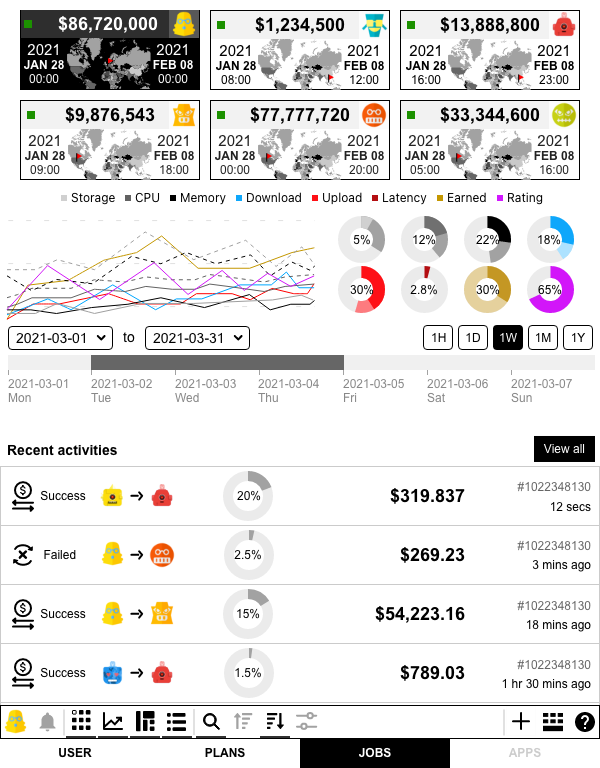 $86,720,000
2021 2021
JAN 28 FEB 08
00:00 00:00
$1,234,500
2021 2021
JAN 28 FEB 08
08:00 12:00
$13,888,800
2021 2021
JAN 28 FEB 08
16:00 23:00
$9,876,543
2021 2021
JAN 28 FEB 08
09:00 18:00
$77,777,720
2021 2021
JAN 28 FEB 08
00:00 20:00
$33,344,600
2021 2021
JAN 28 FEB 08
05:00 16:00
Storage CPU Memory Download Upload Latency Earned Rating
5% 12% 22% 18%
30% 2.8% 30% 65%
2021-03-01 to 2021-03-31 1H 1D 1W 1M 1Y
2021-03-01 2021-03-02 2021-03-03 2021-03-04 2021-03-05 2021-03-06 2021-03-07
Mon Tue Wed Thu Fri Sat Sun
Recent activities View all
Success 20% $319.837 #1022348130
12 secs
Failed 2.5% $269.23 #1022348130
3 mins ago
Success 15% $54,223.16 #1022348130
18 mins ago
Success 1.5% $789.03 #1022348130
1 hr 30 mins ago
USER PLANS JOBS APPS